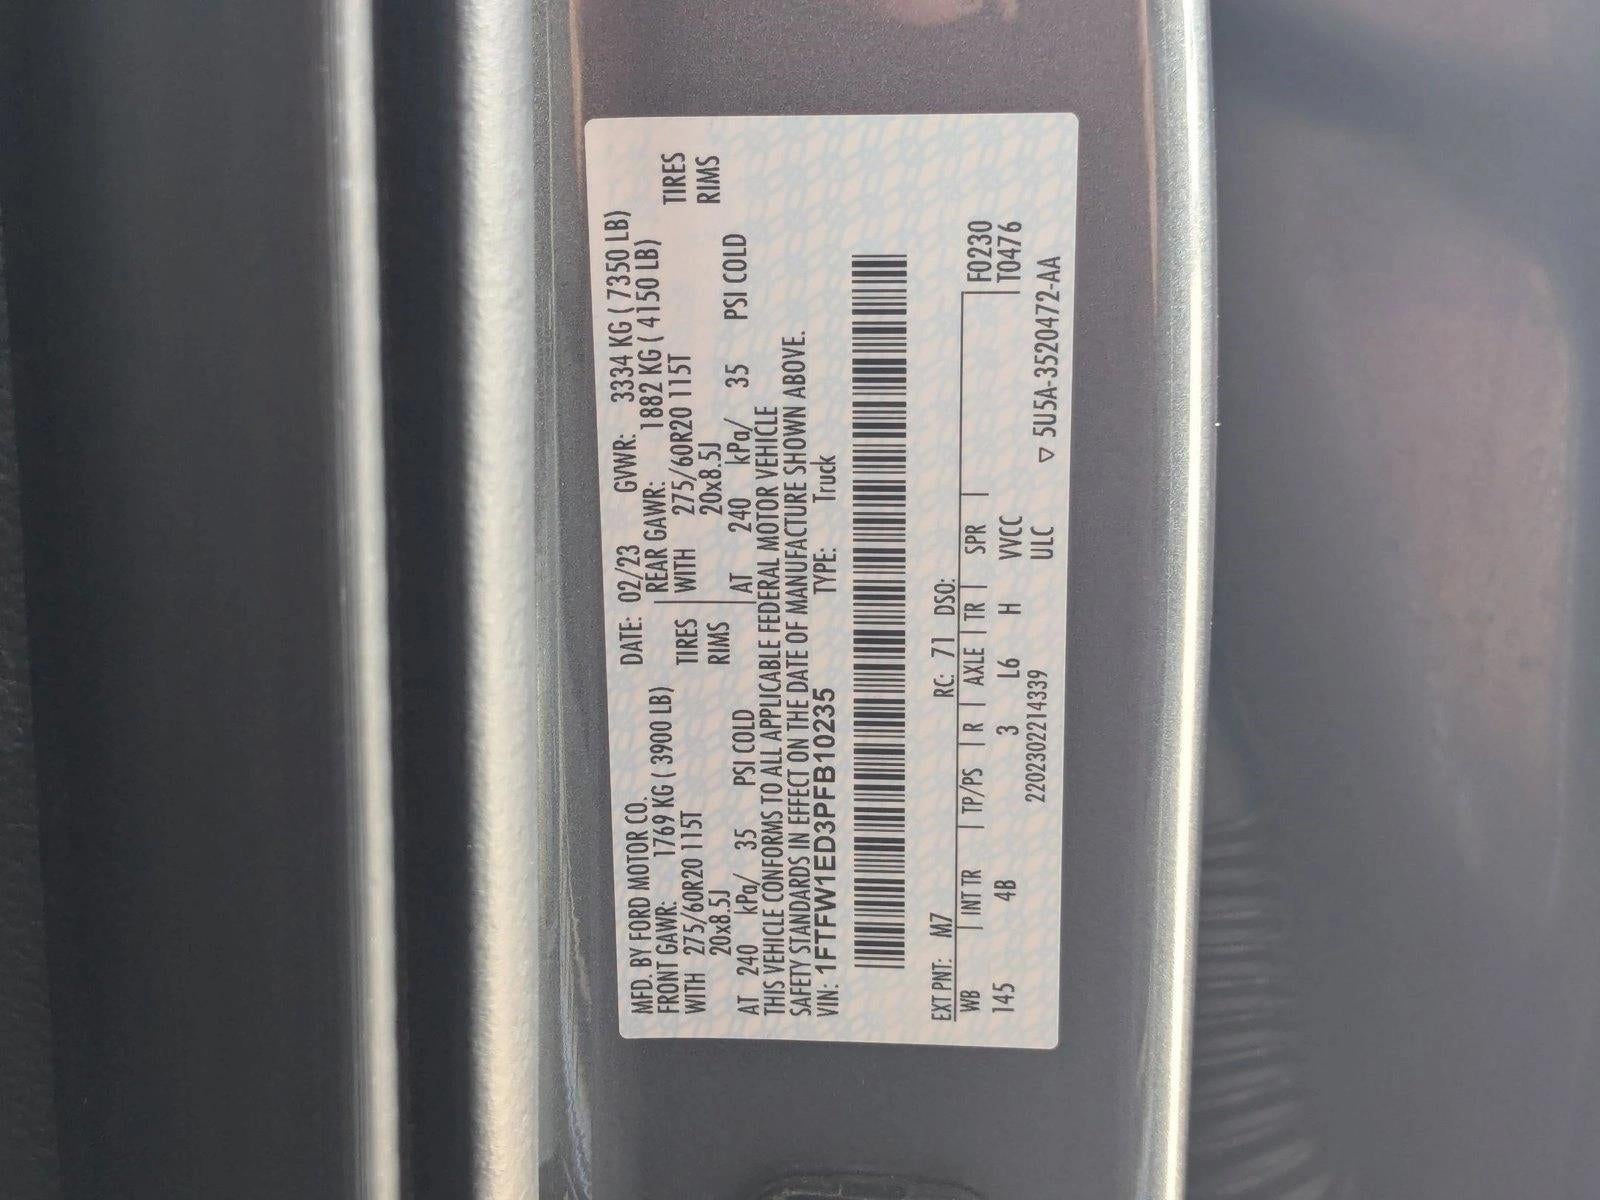 MFD. BY FORD MOTOR CO. DATE: 02/23 GVWR: 3334 KG ( 7350 LB)
FRONT GAWR: 1769 KG ( 3900 LB) REAR GAWR: 1882 KG ( 4150 LB)
WITH 275/60R20 115T TIRES WITH 275/60R20 115T TIRES
20x8.5J RIMS 20x8.5J RIMS
AT 240 kPa/ 35 PSI COLD AT 240 kPa/ 35 PSI COLD
THIS VEHICLE CONFORMS TO ALL APPLICABLE FEDERAL MOTOR VEHICLE
SAFETY STANDARDS IN EFFECT ON THE DATE OF MANUFACTURE SHOWN ABOVE.
VIN: 1FTFW1ED3PFB10235 TYPE: Truck
EXT PNT: M7 RC: 71 DSO:
WB | INT TR | TP/PS | R | AXLE | TR | SPR | F0230
145 4B 3 L6 H VVCC T0476
2202302214339 ULC ▽ 5U5A-3520472-AA